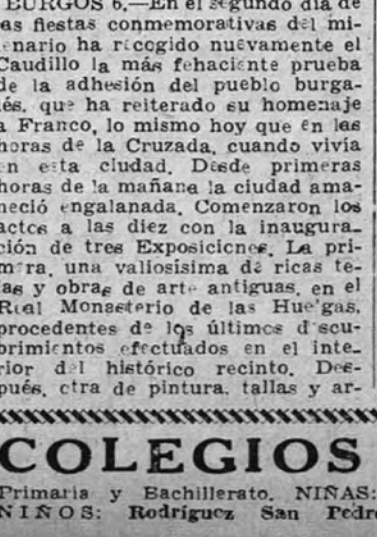 BURGOS 6.—En el segundo día de
las fiestas conmemorativas del mi-
lenario ha recogido nuevamente el
Caudillo la más fehaciente prueba
de la adhesión del pueblo burga-
lés, que ha reiterado su homenaje
a Franco, lo mismo hoy que en las
horas de la Cruzada, cuando vivía
en esta ciudad. Desde primeras
horas de la mañana la ciudad ama-
neció engalanada. Comenzaron los
actos a las diez con la inaugura-
ción de tres Exposiciones. La pri-
mera, una valiosísima de ricas te-
las y obras de arte antiguas, en el
Real Monasterio de las Huelgas,
procedentes de los últimos descu-
brimientos efectuados en el inte-
rior del histórico recinto. Des-
pués, otra de pintura, tallas y ar-
COLEGIOS
Primaria y Bachillerato. NIÑAS:
NIÑOS: Rodríguez San Pedro